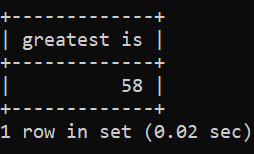 +-------------+
| greatest is |
+-------------+
|          58 |
+-------------+
1 row in set (0.02 sec)